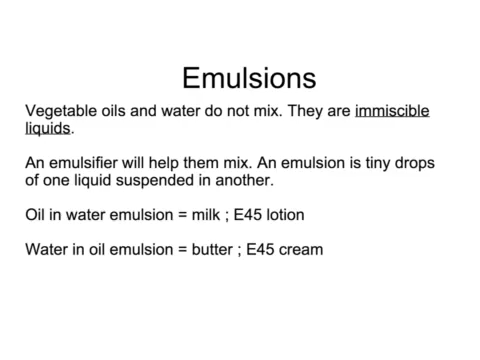 Emulsions
Vegetable oils and water do not mix. They are immiscible
liquids.
An emulsifier will help them mix. An emulsion is tiny drops
of one liquid suspended in another.
Oil in water emulsion = milk ; E45 lotion
Water in oil emulsion = butter ; E45 cream